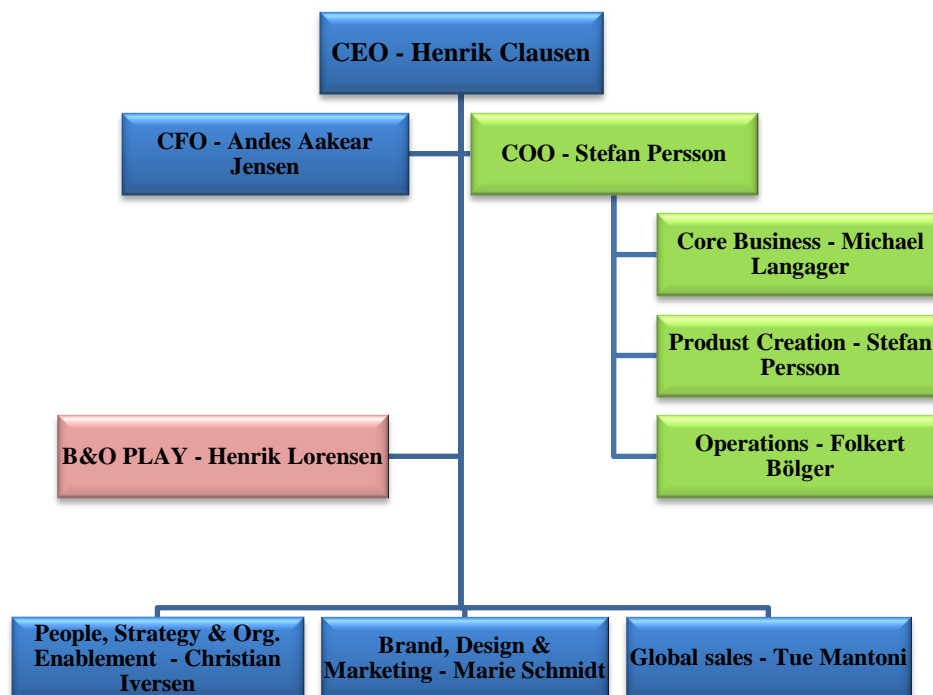 CEO - Henrik Clausen
CFO - Andes Aakear
Jensen
COO - Stefan Persson
Core Business - Michael
Langager
Produst Creation - Stefan
Persson
B&O PLAY - Henrik Lorensen
Operations - Folkert
Bölger
People, Strategy & Org.
Enablement - Christian
Iversen
Brand, Design &
Marketing - Marie Schmidt
Global sales - Tue Mantoni